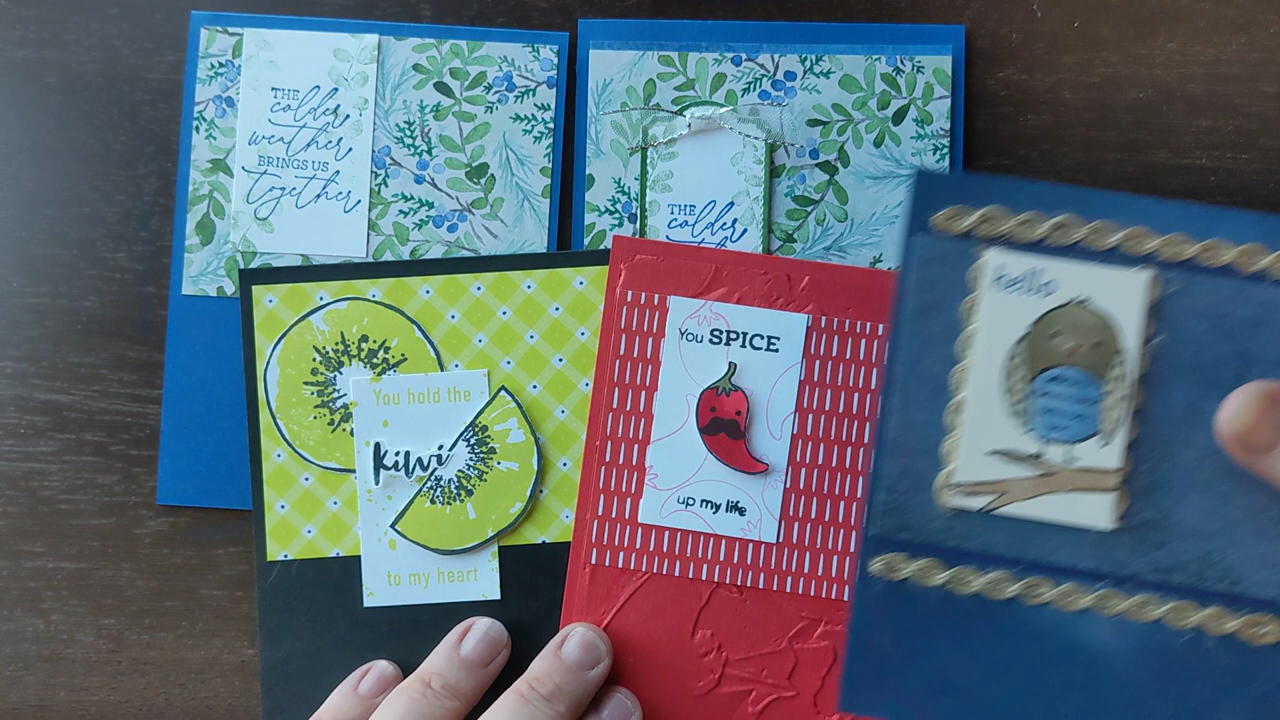 THE
colder
weather
BRINGS US
together.
THE
colder
You hold the
kiwi
to my heart
You SPICE
up my life
hello